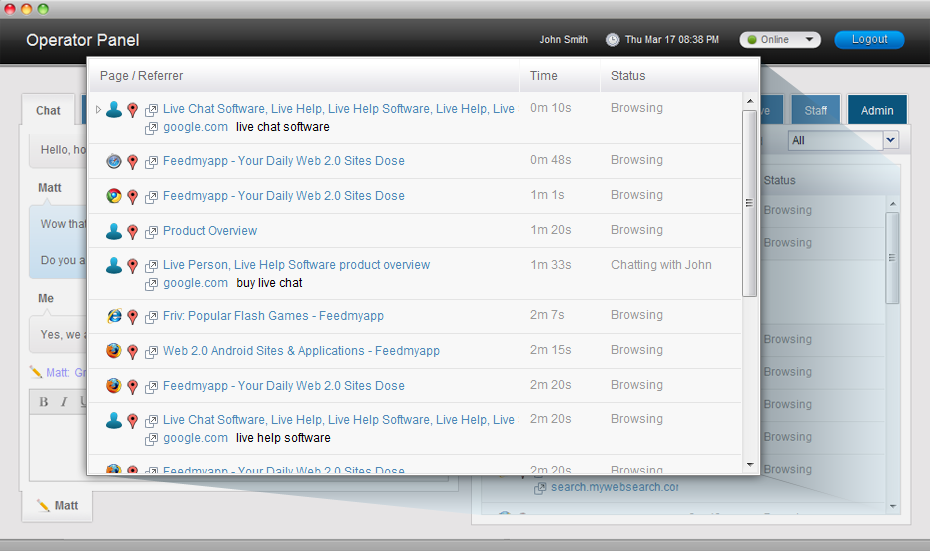 Operator Panel
John Smith
Thu Mar 17 08:38 PM
Online
Logout
Chat
Staff
Admin
All
Hello, ho
Matt
Wow that
Do you a
Me
Yes, we a
Matt: Gr
B I U
Matt
Page / Referrer Time Status
Live Chat Software, Live Help, Live Help Software, Live Help, Live 0m 10s Browsing
google.com live chat software
Feedmyapp - Your Daily Web 2.0 Sites Dose 0m 48s Browsing
Feedmyapp - Your Daily Web 2.0 Sites Dose 1m 1s Browsing
Product Overview 1m 20s Browsing
Live Person, Live Help Software product overview 1m 33s Chatting with John
google.com buy live chat
Friv: Popular Flash Games - Feedmyapp 2m 7s Browsing
Web 2.0 Android Sites & Applications - Feedmyapp 2m 15s Browsing
Feedmyapp - Your Daily Web 2.0 Sites Dose 2m 20s Browsing
Live Chat Software, Live Help, Live Help Software, Live Help, Live 2m 20s Browsing
google.com live help software
Feedmyapp - Your Daily Web 2.0 Sites Dose 2m 20s Browsing
Status
Browsing
Browsing
Browsing
Browsing
Browsing
Browsing
Browsing
search.mywebsearch.cor
Browsing